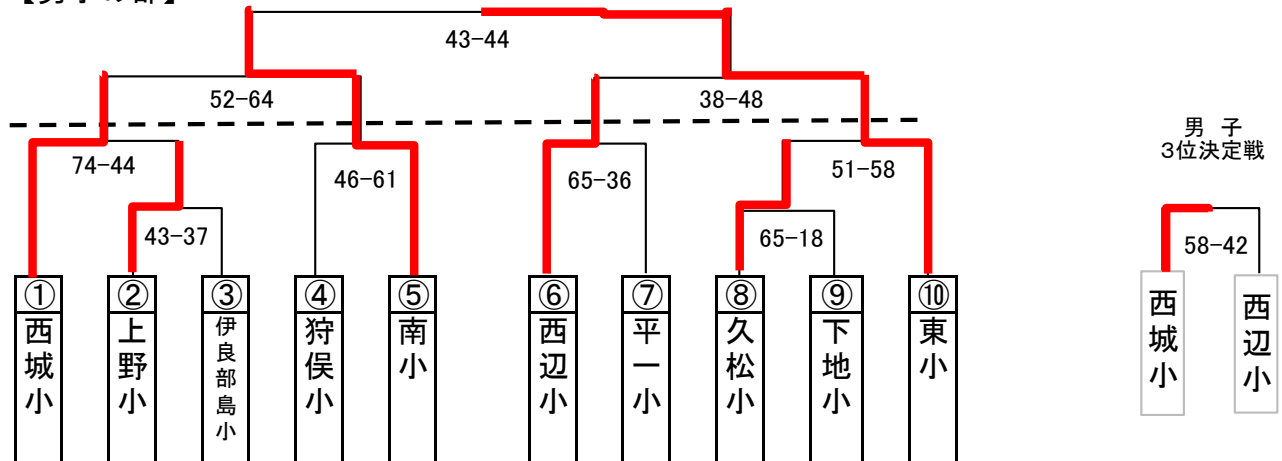 43-44
52-64
38-48
74-44
46-61
65-36
51-58
43-37
65-18
①西城小
②上野小
③伊良部島小
④狩俣小
⑤南小
⑥西辺小
⑦平一小
⑧久松小
⑨下地小
⑩東小
男 子
3位決定戦
58-42
西城小
西辺小